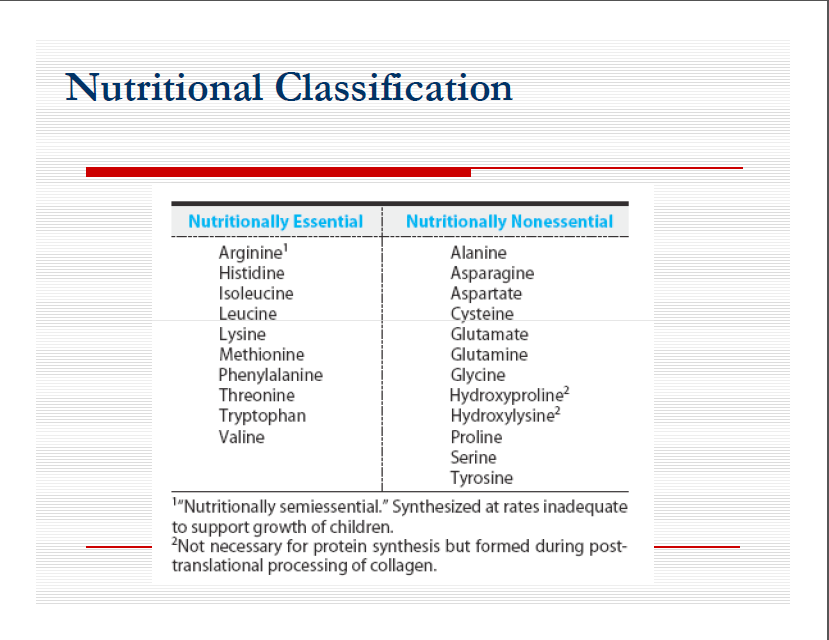 Nutritional Classification
Nutritionally Essential Nutritionally Nonessential
Arginine¹ Alanine
Histidine Asparagine
Isoleucine Aspartate
Leucine Cysteine
Lysine Glutamate
Methionine Glutamine
Phenylalanine Glycine
Threonine Hydroxyproline²
Tryptophan Hydroxylysine²
Valine Proline
Serine
Tyrosine
¹“Nutritionally semiessential.” Synthesized at rates inadequate
to support growth of children.
²Not necessary for protein synthesis but formed during post-
translational processing of collagen.